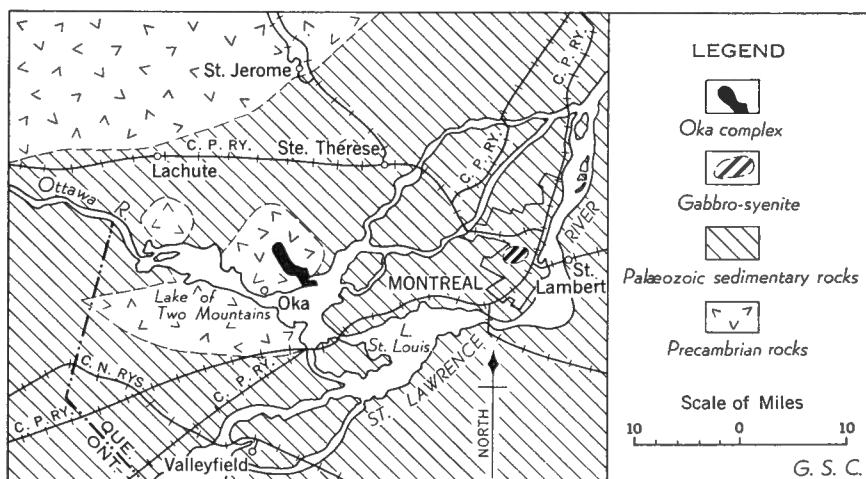 C. P. RY.
St. Jerome
C. P. RY.
Ste. Thérèse
C. P. RY.
Lachute
Ottawa
R.
RIVER
MONTREAL
St.
Lambert
Oka
Lake of
Two Mountains
L.
St. Louis
C. N. RYS.
C. P. RY.
C. P. RY.
ST. LAWRENCE
NORTH
QUE.
ONT.
Valleyfield
LEGEND
Oka complex
Gabbro-syenite
Palæozoic sedimentary rocks
Precambrian rocks
Scale of Miles
10 0 10
G. S. C.